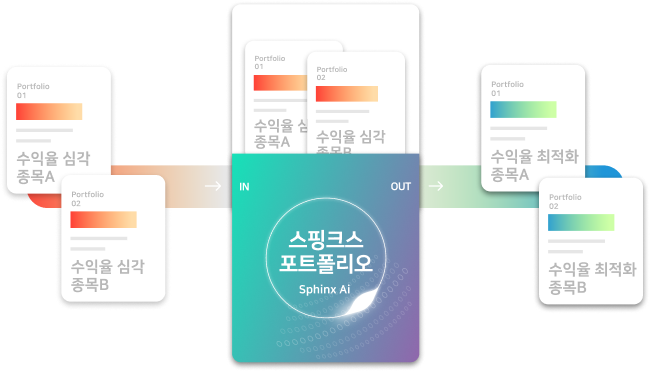 Portfolio
01
수익율 심각
종목A
Portfolio
02
수익율 심각
종목B
Portfolio
01
수익율 심
종목A
Portfolio
02
수익율 심각
종목B
IN
OUT
스핑크스
포트폴리오
Sphinx Ai
Portfolio
01
수익율 최적화
종목A
Portfolio
02
수익율 최적화
종목B